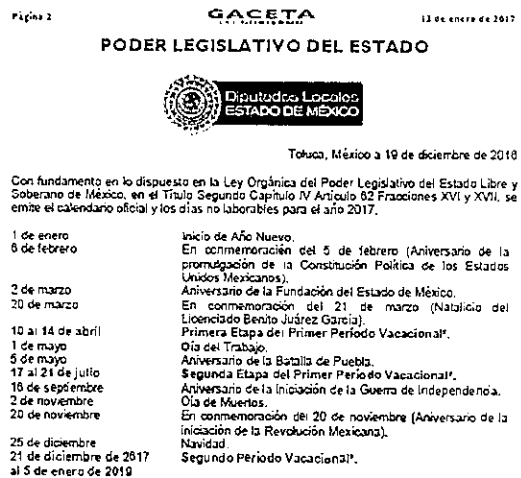 Página 2
GACETA
13 de enero de 2017
PODER LEGISLATIVO DEL ESTADO
Diputados Locales
ESTADO DE MÉXICO
Toluca, México a 19 de diciembre de 2016
Con fundamento en lo dispuesto en la Ley Orgánica del Poder Legislativo del Estado Libre y
Soberano de México, en el Título Segundo Capítulo IV Artículo 62 Fracciones XVI y XVII, se
emite el calendario oficial y los días no laborables para el año 2017.
1 de enero Inicio de Año Nuevo.
6 de febrero En conmemoración del 5 de febrero (Aniversario de la
promulgación de la Constitución Política de los Estados
Unidos Mexicanos).
2 de marzo Aniversario de la Fundación del Estado de México.
20 de marzo En conmemoración del 21 de marzo (Natalicio del
Licenciado Benito Juárez García).
10 al 14 de abril Primera Etapa del Primer Período Vacacional*.
1 de mayo Día del Trabajo.
5 de mayo Aniversario de la Batalla de Puebla.
17 al 21 de julio Segunda Etapa del Primer Período Vacacional*.
16 de septiembre Aniversario de la Iniciación de la Guerra de Independencia.
2 de noviembre Día de Muertos.
20 de noviembre En conmemoración del 20 de noviembre (Aniversario de la
iniciación de la Revolución Mexicana).
25 de diciembre Navidad.
21 de diciembre de 2017 Segundo Período Vacacional*.
al 5 de enero de 2018